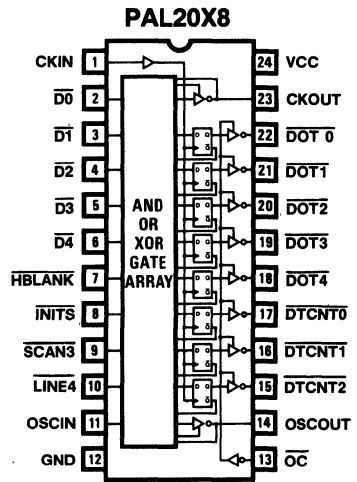 PAL20X8
CKIN 1 24 VCC
D0 2 23 CKOUT
D1 3 22 DOT 0
D2 4 21 DOT1
D3 5 20 DOT2
D4 6 19 DOT3
HBLANK 7 18 DOT4
INITS 8 17 DTCNT0
SCAN3 9 16 DTCNT1
LINE4 10 15 DTCNT2
OSCIN 11 14 OSCOUT
GND 12 13 OC
AND
OR
XOR
GATE
ARRAY